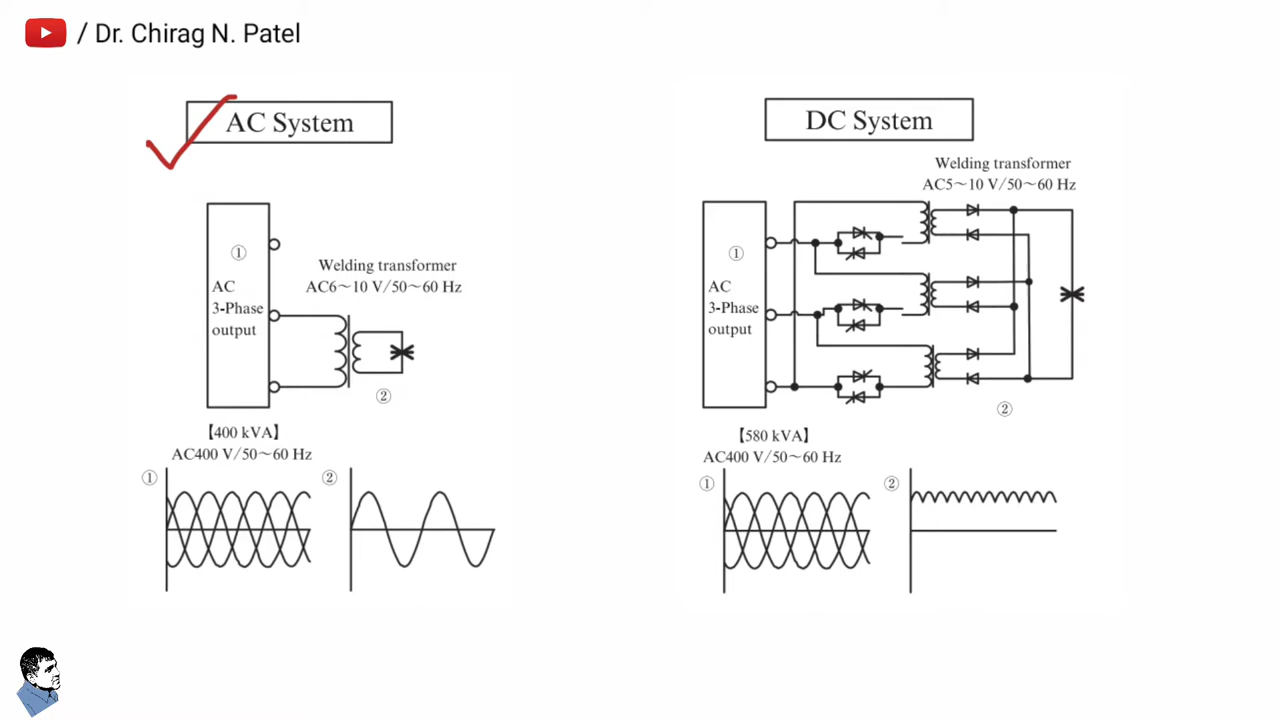 / Dr. Chirag N. Patel
AC System
①
AC
3-Phase
output
Welding transformer
AC6～10 V/50～60 Hz
②
【400 kVA】
AC400 V/50～60 Hz
①
②
DC System
Welding transformer
AC5～10 V/50～60 Hz
①
AC
3-Phase
output
②
【580 kVA】
AC400 V/50～60 Hz
①
②